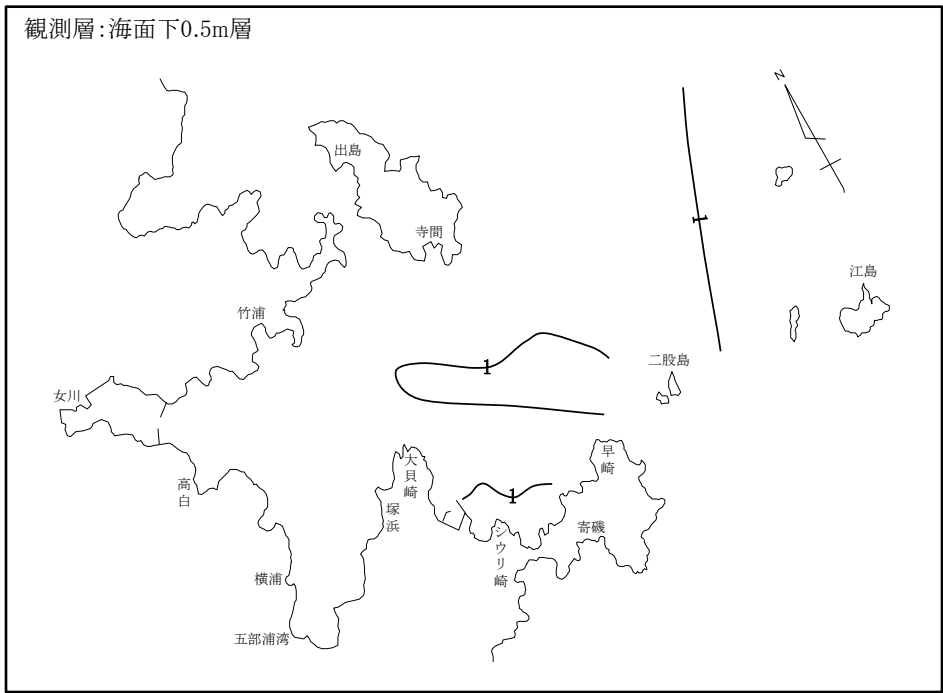 観測層:海面下0.5m層
N
出島
寺間
1
江島
竹浦
二股島
1
女川
大貝崎
早崎
高白
1
塚浜
寄磯
シウリ崎
横浦
五部浦湾